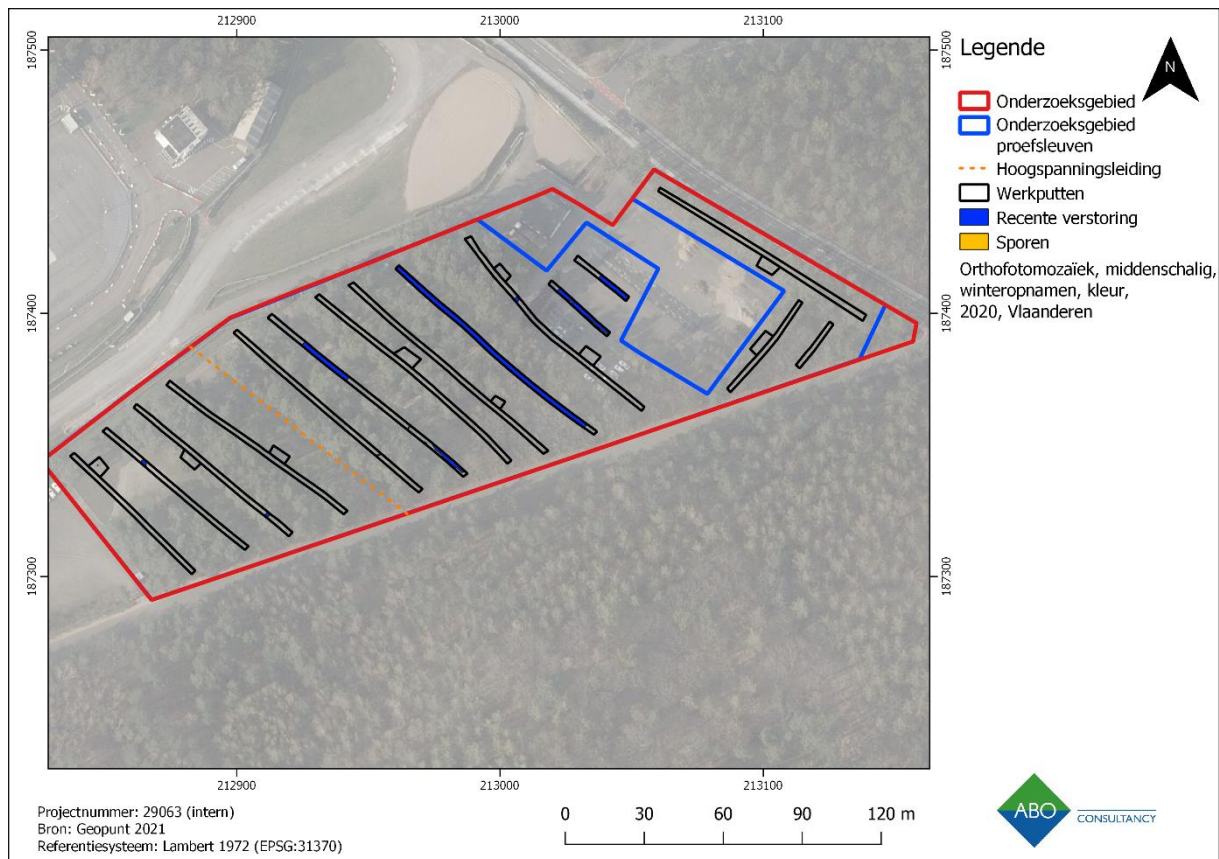 212900 213000 213100
187500 187500
187400 187400
187300 187300
212900 213000 213100
Legende
N
Onderzoeksgebied
Onderzoeksgebied
proefsleuven
Hoogspanningsleiding
Werkputten
Recente verstoring
Sporen
Orthofotomozaïek, middenschalig,
winteropnamen, kleur,
2020, Vlaanderen
Projectnummer: 29063 (intern)
Bron: Geopunt 2021
Referentiesysteem: Lambert 1972 (EPSG:31370)
0 30 60 90 120 m
ABO
CONSULTANCY